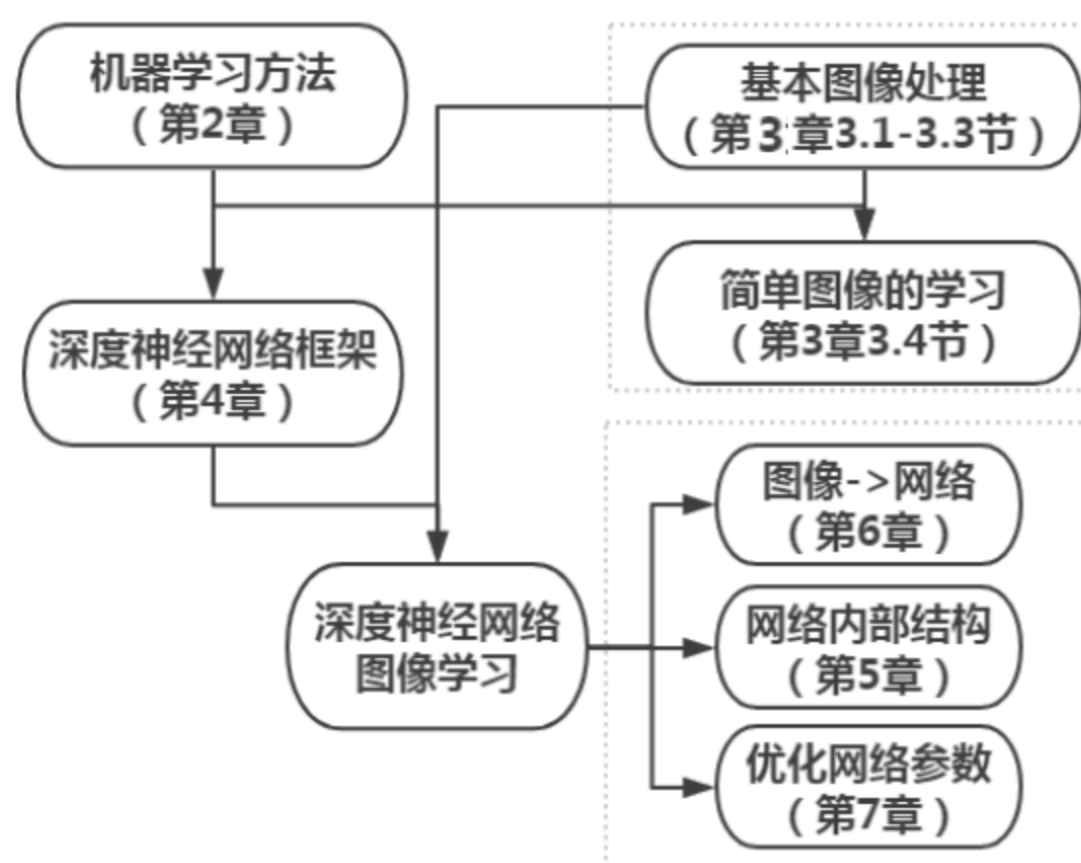 机器学习方法
（第2章）
基本图像处理
（第3章3.1-3.3节）
简单图像的学习
（第3章3.4节）
深度神经网络框架
（第4章）
图像->网络
（第6章）
深度神经网络
图像学习
网络内部结构
（第5章）
优化网络参数
（第7章）